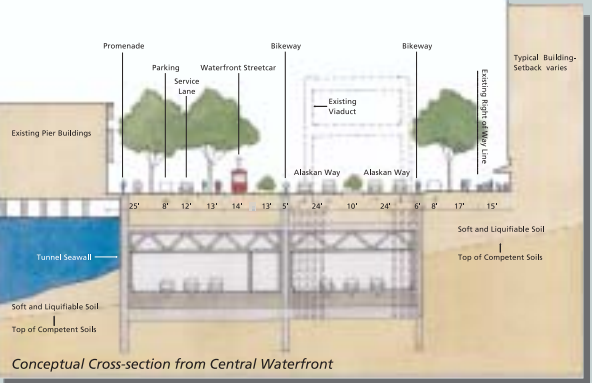 Promenade
Bikeway
Bikeway
Parking
Waterfront Streetcar
Service
Lane
Typical Building-
Setback varies
Existing Right of Way Line
Existing
Viaduct
Existing Pier Buildings
Alaskan Way
Alaskan Way
25' 8' 12' 13' 14' 13' 5' 24' 10' 24' 6' 8' 17' 15'
Soft and Liquifiable Soil
Top of Competent Soils
Tunnel Seawall
Soft and Liquifiable Soil
Top of Competent Soils
Conceptual Cross-section from Central Waterfront